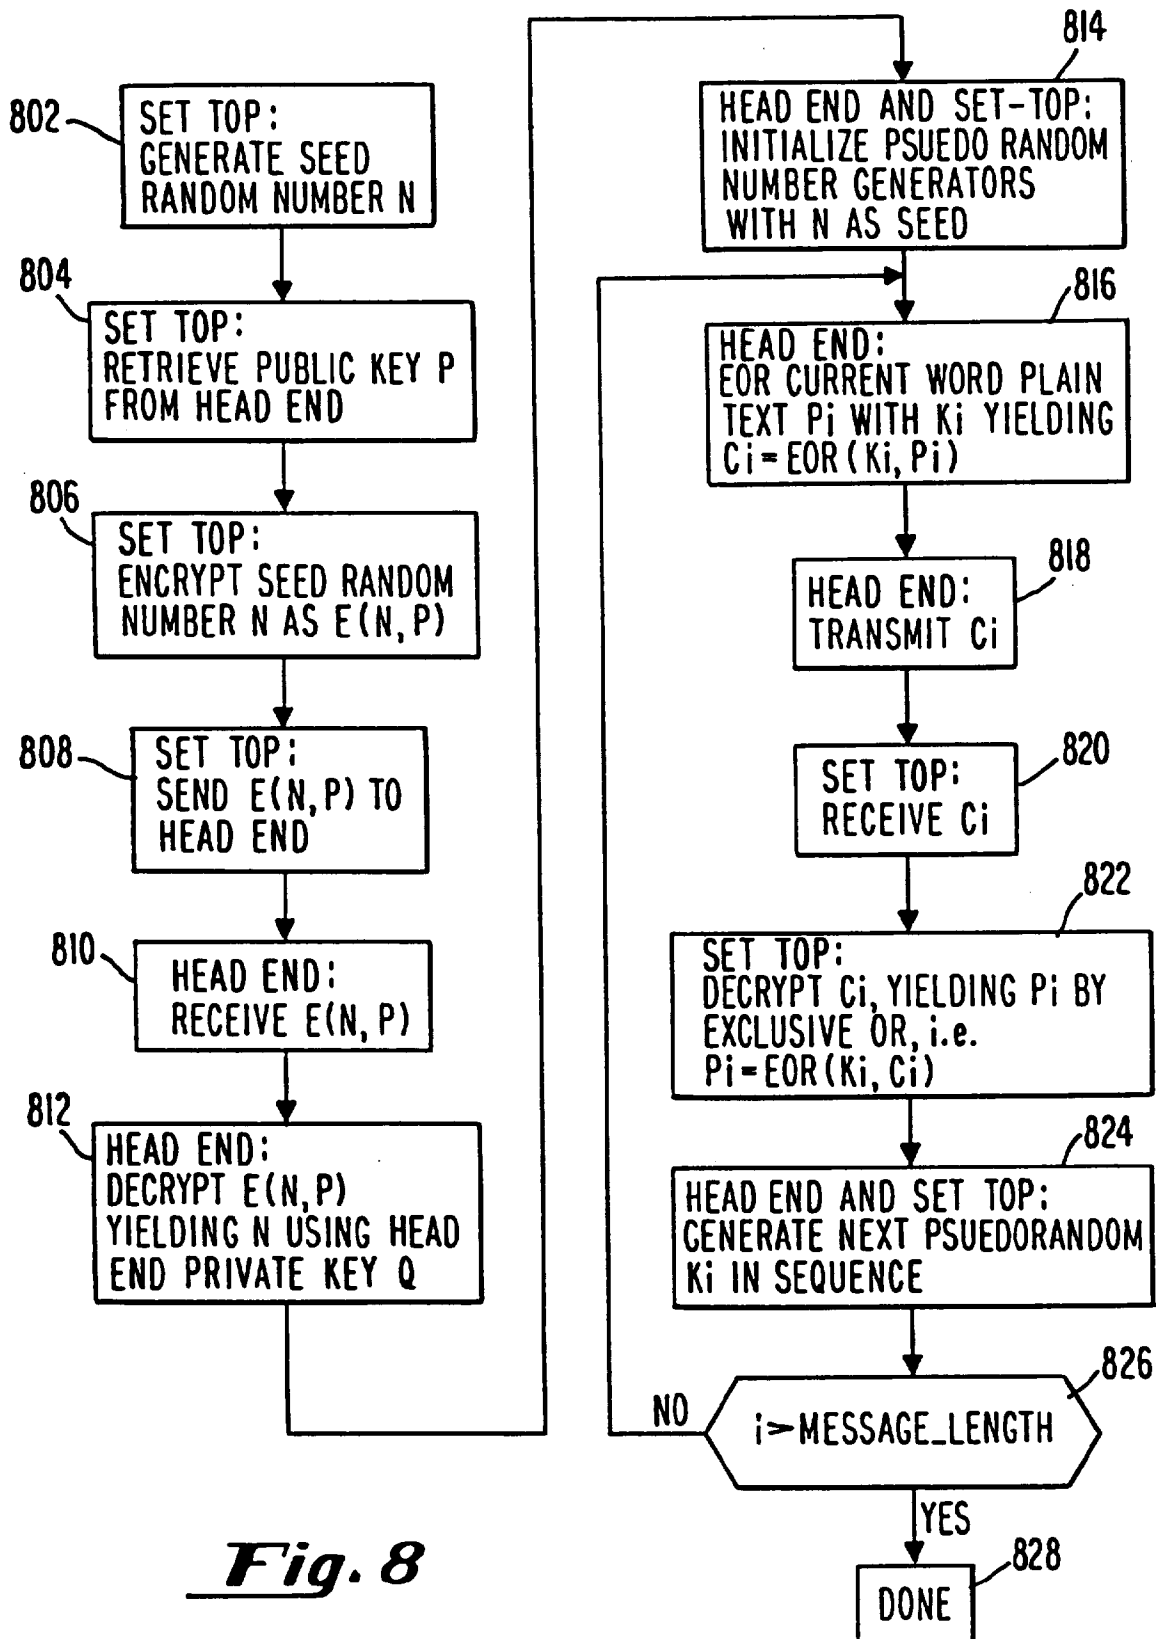 802
SET TOP:
GENERATE SEED
RANDOM NUMBER N
804
SET TOP:
RETRIEVE PUBLIC KEY P
FROM HEAD END
806
SET TOP:
ENCRYPT SEED RANDOM
NUMBER N AS E(N,P)
808
SET TOP:
SEND E(N,P) TO
HEAD END
810
HEAD END:
RECEIVE E(N,P)
812
HEAD END:
DECRYPT E(N,P)
YIELDING N USING HEAD
END PRIVATE KEY Q
814
HEAD END AND SET-TOP:
INITIALIZE PSUEDO RANDOM
NUMBER GENERATORS
WITH N AS SEED
816
HEAD END:
EOR CURRENT WORD PLAIN
TEXT Pi WITH Ki YIELDING
Ci=EOR(Ki,Pi)
818
HEAD END:
TRANSMIT Ci
820
SET TOP:
RECEIVE Ci
822
SET TOP:
DECRYPT Ci, YIELDING Pi BY
EXCLUSIVE OR, i.e.
Pi=EOR(Ki,Ci)
824
HEAD END AND SET TOP:
GENERATE NEXT PSUEDORANDOM
Ki IN SEQUENCE
826
NO
i>MESSAGE_LENGTH
YES
828
DONE
Fig. 8